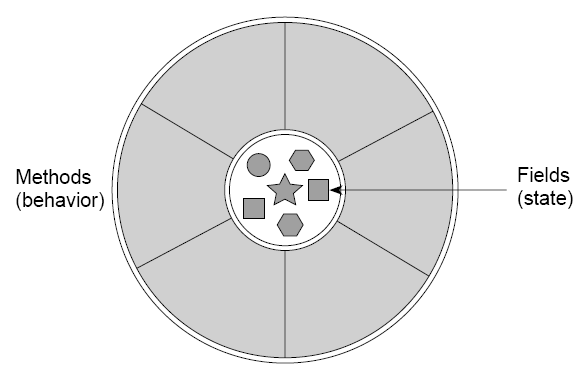 Methods
(behavior)
Fields
(state)